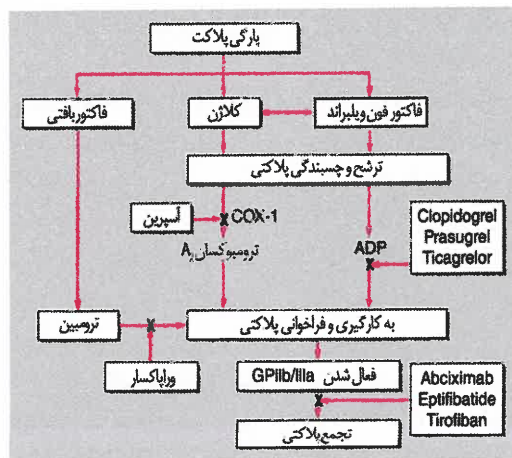 پارگی پلاکت
فاکتور فون ویلبراند
کلاژن
فاکتور بافتی
ترشح و چسبندگی پلاکتی
آسپرین
COX-1
ترومبوکسان A₂
ADP
Clopidogrel
Prasugrel
Ticagrelor
ترومبین
به کارگیری و فراخوانی پلاکتی
وراپاکسار
فعال شدن GPIIb/IIIa
Abciximab
Eptifibatide
Tirofiban
تجمع پلاکتی